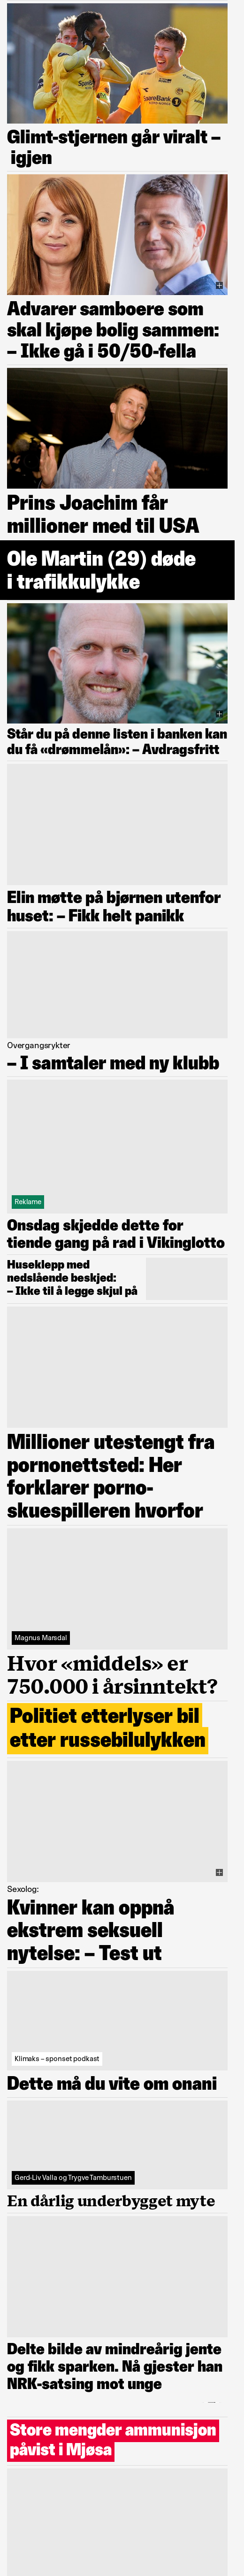 Glimt-stjernen går viralt –
igjen
Advarer samboere som
skal kjøpe bolig sammen:
– Ikke gå i 50/50-fella
Prins Joachim får
millioner med til USA
Ole Martin (29) døde
i trafikkulykke
Står du på denne listen i banken kan
du få «drømmelån»: – Avdragsfritt
Elin møtte på bjørnen utenfor
huset: – Fikk helt panikk
Overgangsrykter
– I samtaler med ny klubb
Reklame
Onsdag skjedde dette for
tiende gang på rad i Vikinglotto
Huseklepp med
nedslående beskjed:
– Ikke til å legge skjul på
Millioner utestengt fra
pornonettsted: Her
forklarer porno-
skuespilleren hvorfor
Magnus Marsdal
Hvor «middels» er
750.000 i årsinntekt?
Politiet etterlyser bil
etter russebilulykken
Sexolog:
Kvinner kan oppnå
ekstrem seksuell
nytelse: – Test ut
Klimaks – sponset podkast
Dette må du vite om onani
Gerd-Liv Valla og Trygve Tamburstuen
En dårlig underbygget myte
Delte bilde av mindreårig jente
og fikk sparken. Nå gjester han
NRK-satsing mot unge
Store mengder ammunisjon
påvist i Mjøsa